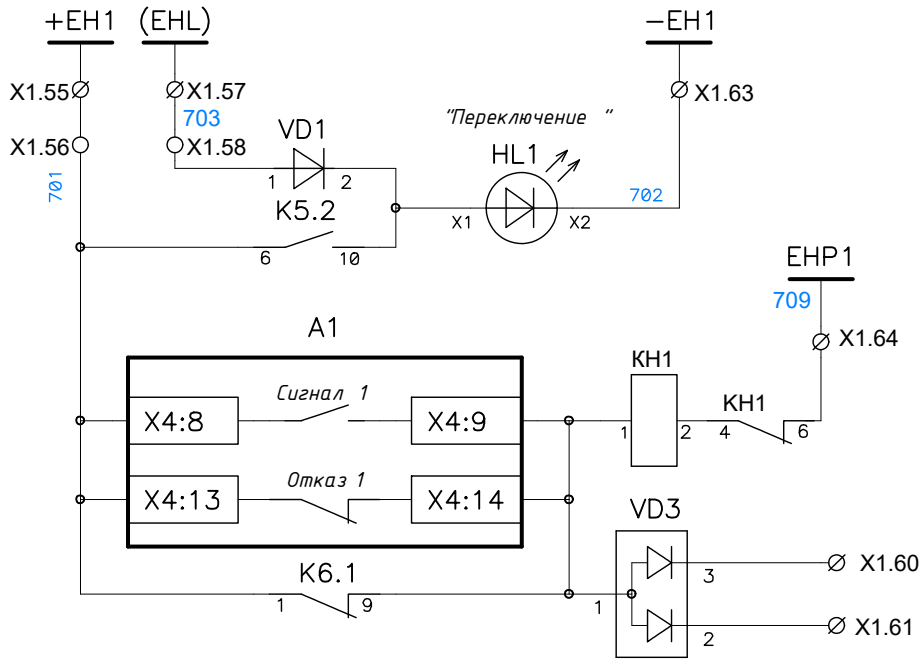 +EH1 (EHL) −EH1
X1.55 X1.57 X1.63
703
"Переключение "
VD1
X1.56 X1.58 HL1
701 1 2 702
K5.2 X1 X2
6 10
EHP1
709
A1
X1.64
KH1
Сигнал 1 KH1
X4:8 X4:9 1 2 4 6
Отказ 1
X4:13 X4:14
VD3
K6.1 3 X1.60
1 9 1
2 X1.61